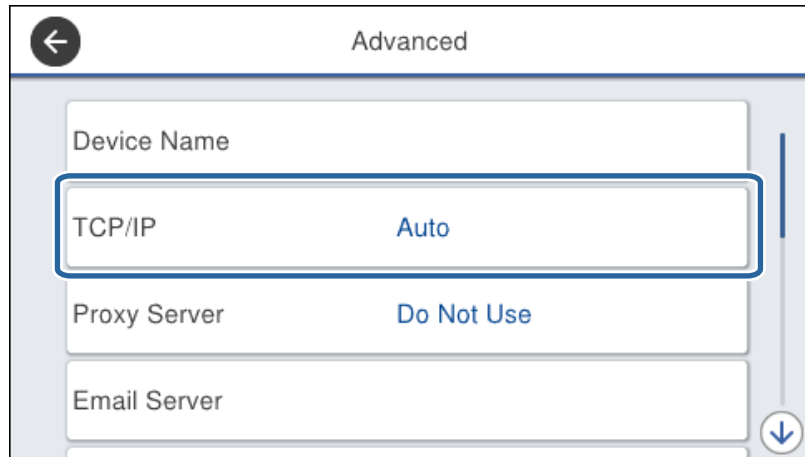 Advanced
Device Name
TCP/IP Auto
Proxy Server Do Not Use
Email Server